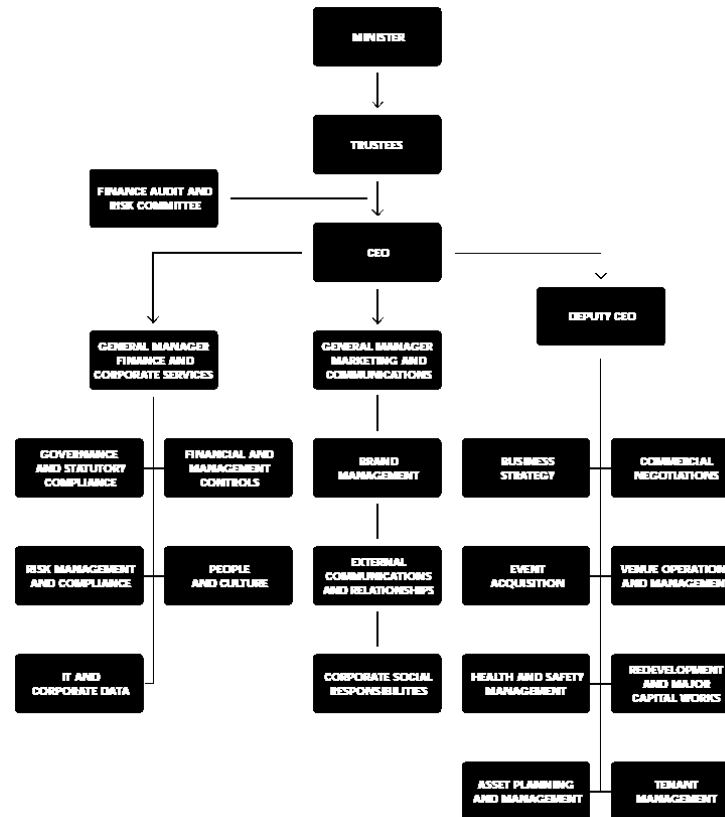 MINISTER
TRUSTEES
FINANCE AUDIT AND
RISK COMMITTEE
CEO
DEPUTY CEO
GENERAL MANAGER
FINANCE AND
CORPORATE SERVICES
GENERAL MANAGER
MARKETING AND
COMMUNICATIONS
GOVERNANCE
AND STATUTORY
COMPLIANCE
FINANCIAL AND
MANAGEMENT
CONTROLS
BRAND
MANAGEMENT
BUSINESS
STRATEGY
COMMERCIAL
NEGOTIATIONS
RISK MANAGEMENT
AND COMPLIANCE
PEOPLE
AND CULTURE
EXTERNAL
COMMUNICATIONS
AND RELATIONSHIPS
EVENT
ACQUISITION
VENUE OPERATION
AND MANAGEMEN
IT AND
CORPORATE DATA
CORPORATE SOCIAL
RESPONSIBILITIES
HEALTH AND SAFETY
MANAGEMENT
REDEVELOPMENT
AND MAJOR
CAPITAL WORKS
ASSET PLANNING
AND MANAGEMENT
TENANT
MANAGEMENT